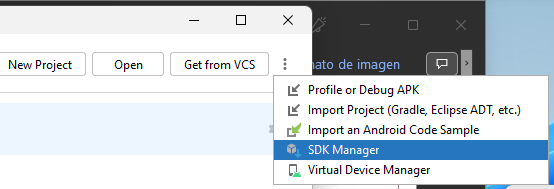 New Project
Open
Get from VCS
de imagen
Profile or Debug APK
Import Project (Gradle, Eclipse ADT, etc.)
Import an Android Code Sample
SDK Manager
Virtual Device Manager